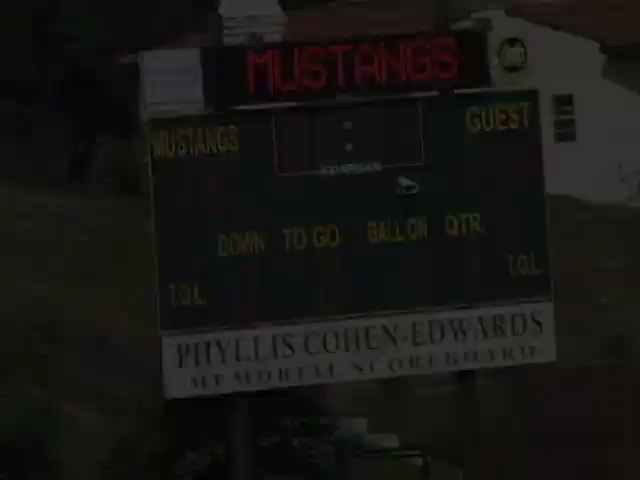 MUSTANGS
MUSTANGS GUEST
DOWN TO GO BALL ON QTR.
T.O.L. T.O.L.
PHYLLIS COHEN-EDWARDS
MEMORIAL SCOREBOARD